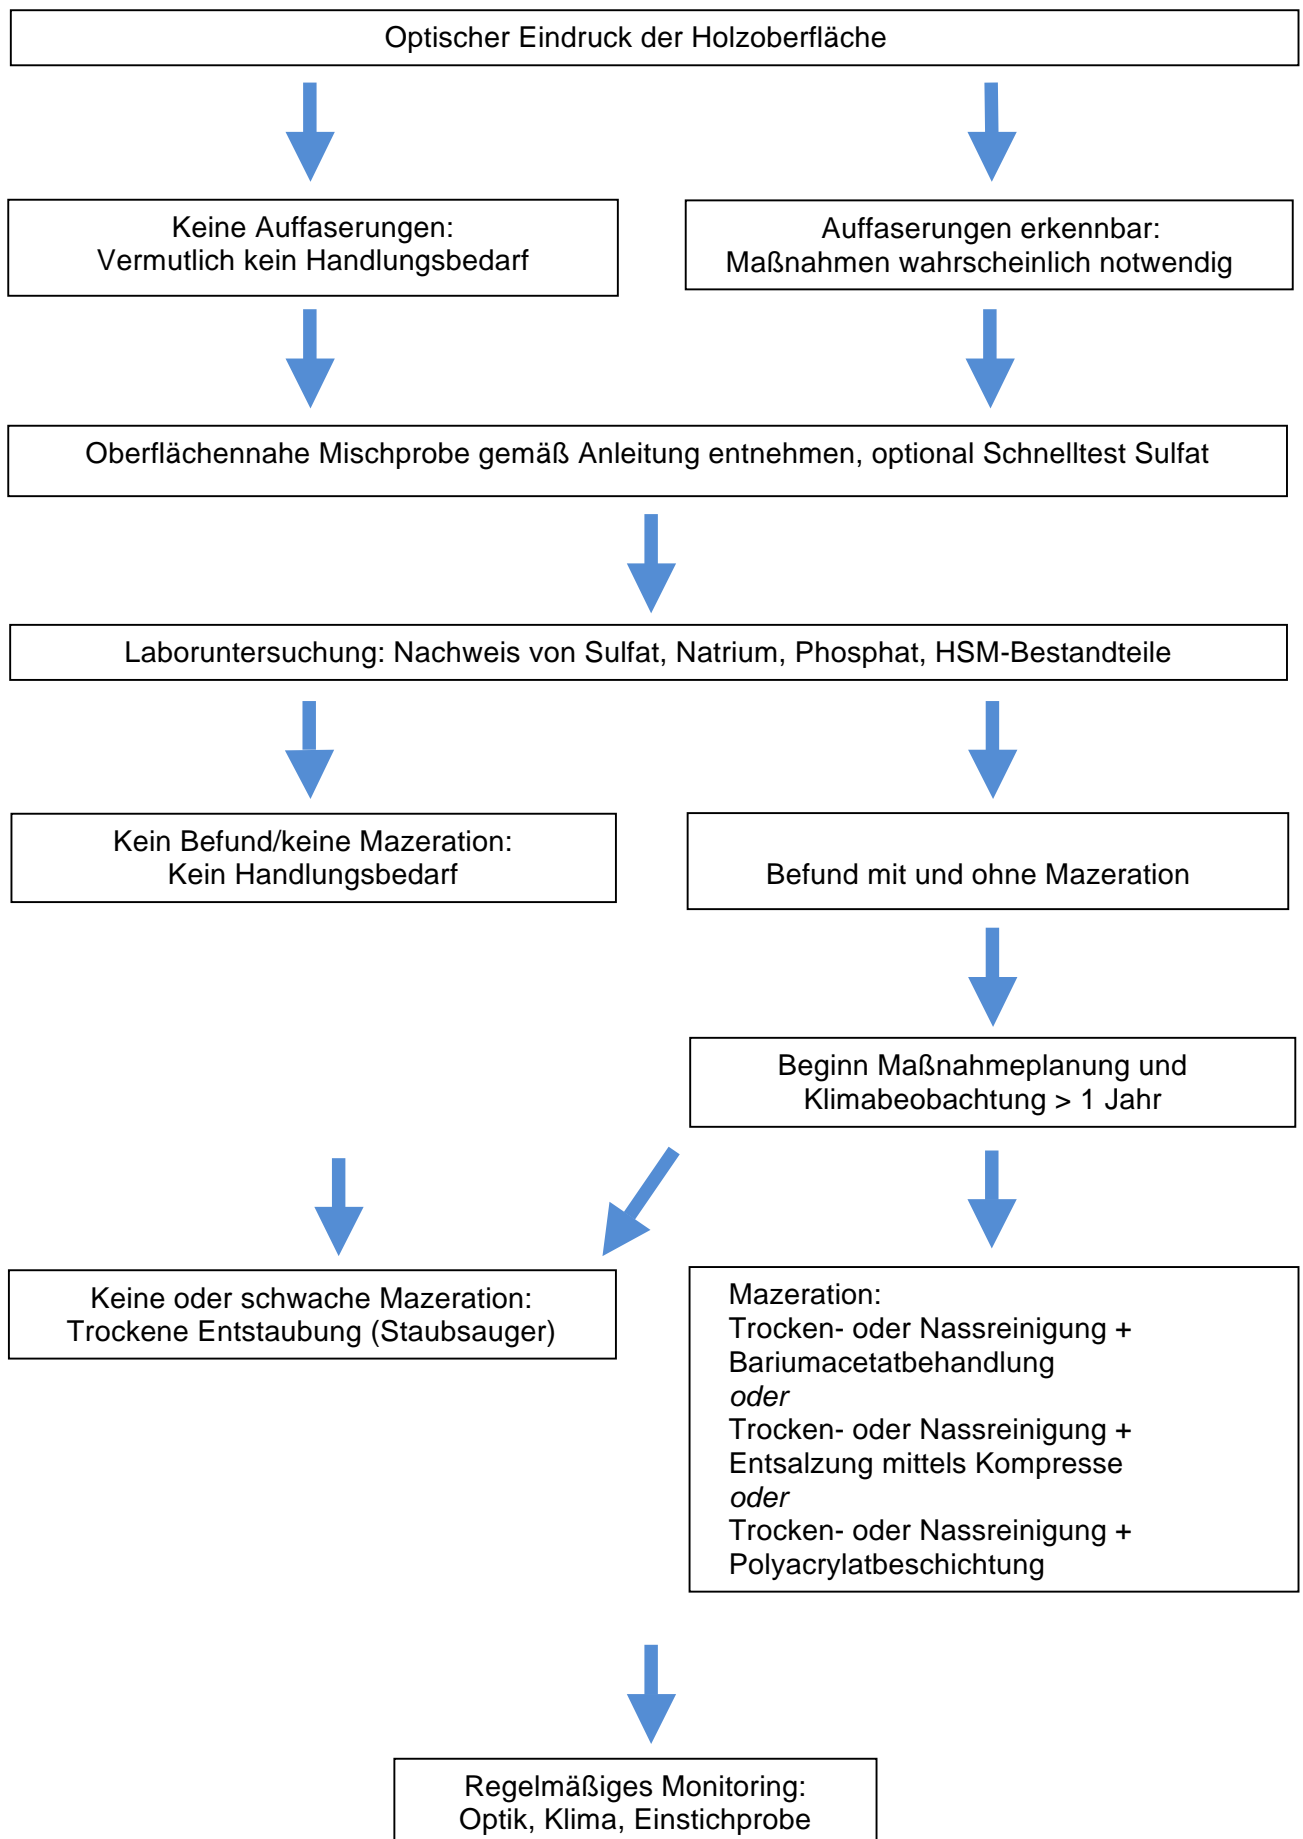 Optischer Eindruck der Holzoberfläche
Keine Auffaserungen:
Vermutlich kein Handlungsbedarf
Auffaserungen erkennbar:
Maßnahmen wahrscheinlich notwendig
Oberflächennahe Mischprobe gemäß Anleitung entnehmen, optional Schnelltest Sulfat
Laboruntersuchung: Nachweis von Sulfat, Natrium, Phosphat, HSM-Bestandteile
Kein Befund/keine Mazeration:
Kein Handlungsbedarf
Befund mit und ohne Mazeration
Beginn Maßnahmeplanung und
Klimabeobachtung > 1 Jahr
Keine oder schwache Mazeration:
Trockene Entstaubung (Staubsauger)
Mazeration:
Trocken- oder Nassreinigung +
Bariumacetatbehandlung
oder
Trocken- oder Nassreinigung +
Entsalzung mittels Kompresse
oder
Trocken- oder Nassreinigung +
Polyacrylatbeschichtung
Regelmäßiges Monitoring:
Optik, Klima, Einstichprobe